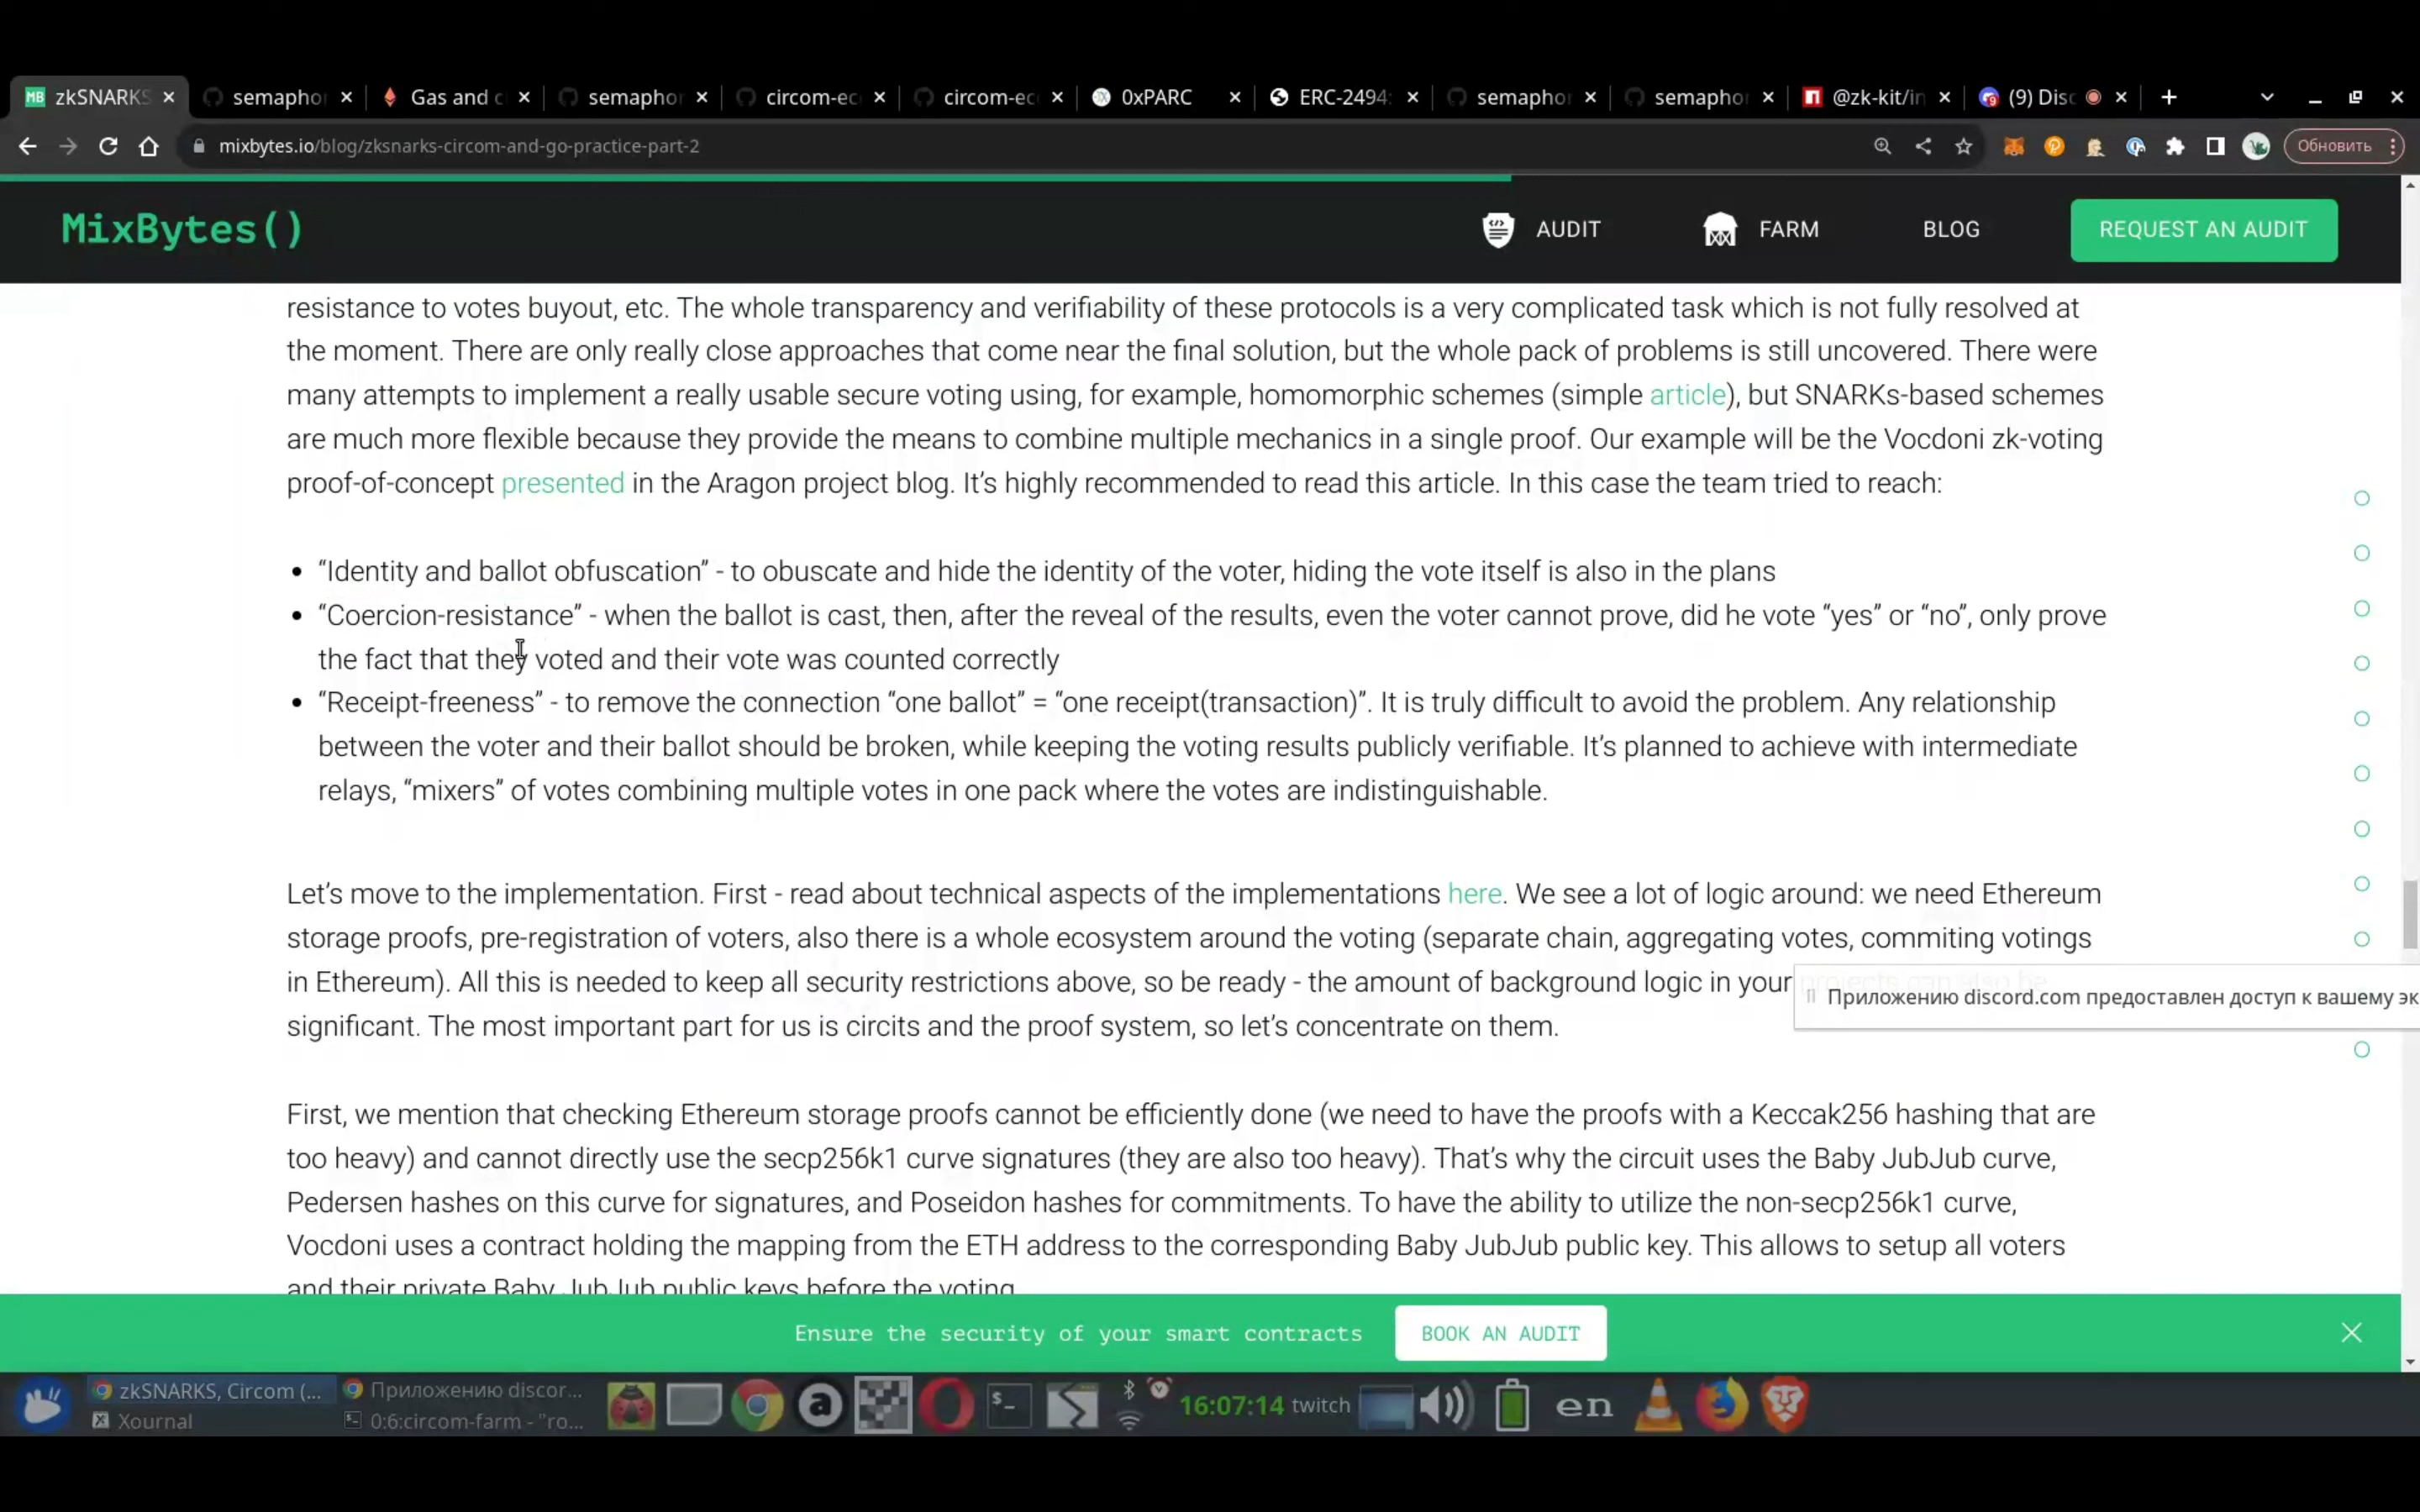 zkSNARKS
semapho
Gas and c
semapho
circom-ec
circom-ec
0xPARC
ERC-2494:
semapho
semapho
@zk-kit/in
(9) Disc
mixbytes.io/blog/zksnarks-circom-and-go-practice-part-2
Обновить
MixBytes()
AUDIT
FARM
BLOG
REQUEST AN AUDIT
resistance to votes buyout, etc. The whole transparency and verifiability of these protocols is a very complicated task which is not fully resolved at
the moment. There are only really close approaches that come near the final solution, but the whole pack of problems is still uncovered. There were
many attempts to implement a really usable secure voting using, for example, homomorphic schemes (simple article), but SNARKs-based schemes
are much more flexible because they provide the means to combine multiple mechanics in a single proof. Our example will be the Vocdoni zk-voting
proof-of-concept presented in the Aragon project blog. It’s highly recommended to read this article. In this case the team tried to reach:
• “Identity and ballot obfuscation” - to obuscate and hide the identity of the voter, hiding the vote itself is also in the plans
• “Coercion-resistance” - when the ballot is cast, then, after the reveal of the results, even the voter cannot prove, did he vote “yes” or “no”, only prove
the fact that they voted and their vote was counted correctly
• “Receipt-freeness” - to remove the connection “one ballot” = “one receipt(transaction)”. It is truly difficult to avoid the problem. Any relationship
between the voter and their ballot should be broken, while keeping the voting results publicly verifiable. It’s planned to achieve with intermediate
relays, “mixers” of votes combining multiple votes in one pack where the votes are indistinguishable.
Let’s move to the implementation. First - read about technical aspects of the implementations here. We see a lot of logic around: we need Ethereum
storage proofs, pre-registration of voters, also there is a whole ecosystem around the voting (separate chain, aggregating votes, commiting votings
in Ethereum). All this is needed to keep all security restrictions above, so be ready - the amount of background logic in your projects can also be
Приложению discord.com предоставлен доступ к вашему эк
significant. The most important part for us is circits and the proof system, so let’s concentrate on them.
First, we mention that checking Ethereum storage proofs cannot be efficiently done (we need to have the proofs with a Keccak256 hashing that are
too heavy) and cannot directly use the secp256k1 curve signatures (they are also too heavy). That’s why the circuit uses the Baby JubJub curve,
Pedersen hashes on this curve for signatures, and Poseidon hashes for commitments. To have the ability to utilize the non-secp256k1 curve,
Vocdoni uses a contract holding the mapping from the ETH address to the corresponding Baby JubJub public key. This allows to setup all voters
and their private Baby JubJub public keys before the voting.
Ensure the security of your smart contracts
BOOK AN AUDIT
zkSNARKS, Circom (...
Приложению discor...
Xournal
0:6:circom-farm - "ro...
16:07:14
twitch
en